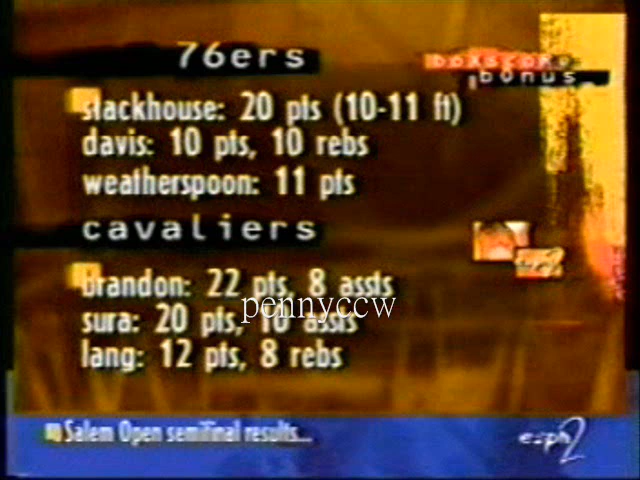 76ers
boxscore
bonus
stackhouse: 20 pts (10-11 ft)
davis: 10 pts, 10 rebs
weatherspoon: 11 pts
cavaliers
brandon: 22 pts, 8 assts
pennyccw
sura: 20 pts, 10 assts
lang: 12 pts, 8 rebs
Salem Open semifinal results...
espn2